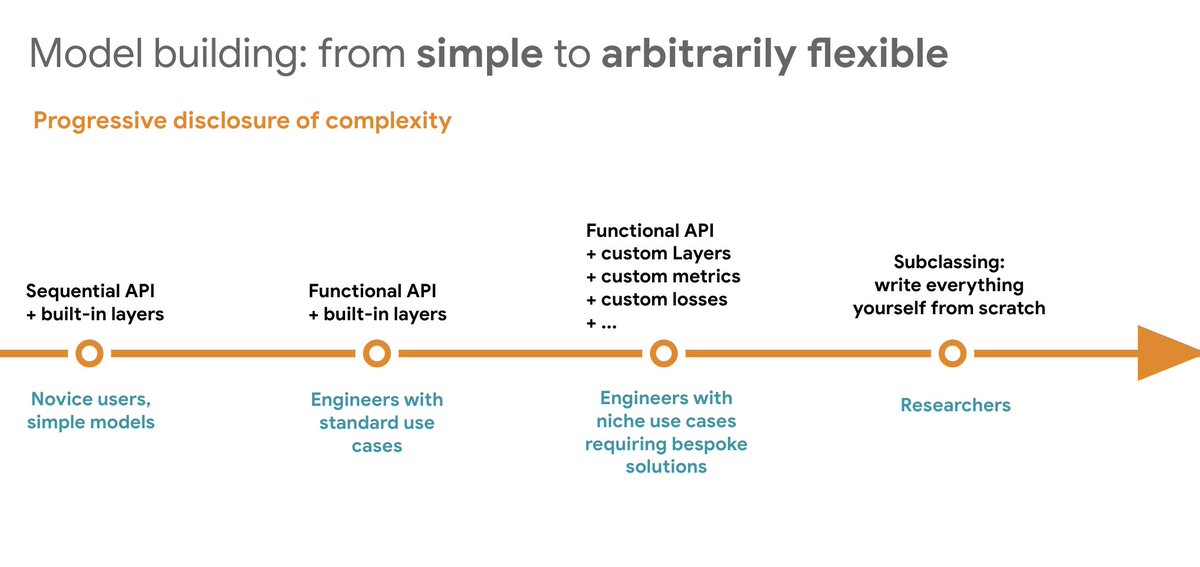 Model building: from simple to arbitrarily flexible
Progressive disclosure of complexity
Sequential API
+ built-in layers
Novice users,
simple models
Functional API
+ built-in layers
Engineers with
standard use
cases
Functional API
+ custom Layers
+ custom metrics
+ custom losses
+ ...
Engineers with
niche use cases
requiring bespoke
solutions
Subclassing:
write everything
yourself from scratch
Researchers